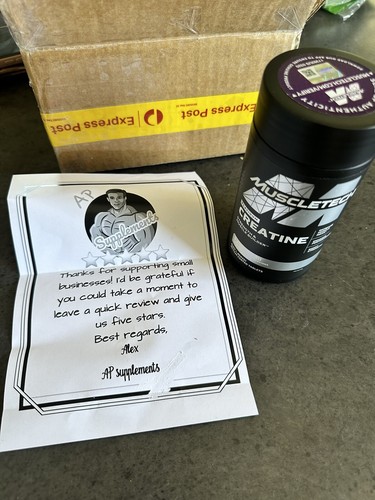 Express Post
Express Post
AUTHENTICITY
MUSCLETECH
CREATINE
AP
Supplements
Thanks for supporting small
businesses! I'd be grateful if
you could take a moment to
leave a quick review and give
us five stars.
Best regards,
Alex
AP Supplements